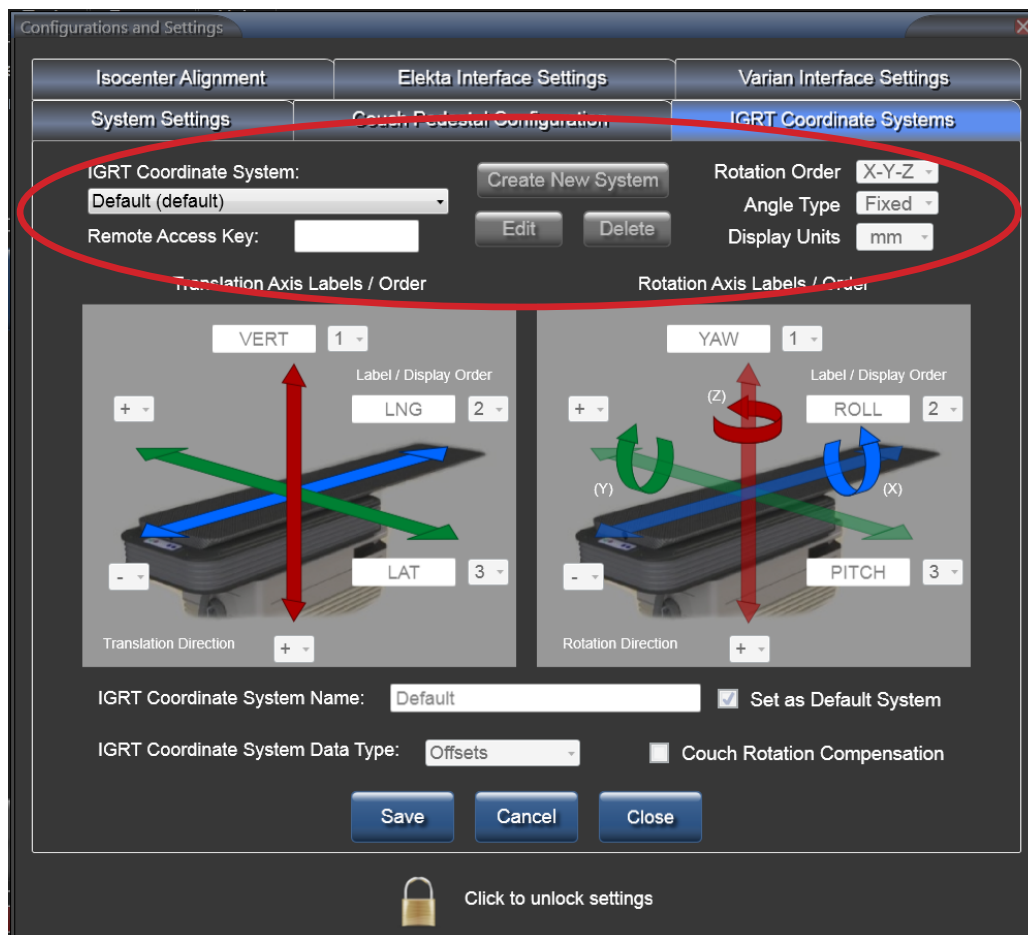 Configurations and Settings
Isocenter Alignment
Elekta Interface Settings
Varian Interface Settings
System Settings
Couch Pedestal Configuration
IGRT Coordinate Systems
IGRT Coordinate System:
Default (default)
Remote Access Key:
Create New System
Edit
Delete
Rotation Order X-Y-Z
Angle Type Fixed
Display Units mm
Translation Axis Labels / Order
VERT 1
Label / Display Order
+ LNG 2
- LAT 3
Translation Direction +
Rotation Axis Labels / Order
YAW 1
Label / Display Order
(Z)
+ ROLL 2
(Y)
(X)
- PITCH 3
Rotation Direction +
IGRT Coordinate System Name: Default
Set as Default System
IGRT Coordinate System Data Type: Offsets
Couch Rotation Compensation
Save
Cancel
Close
Click to unlock settings